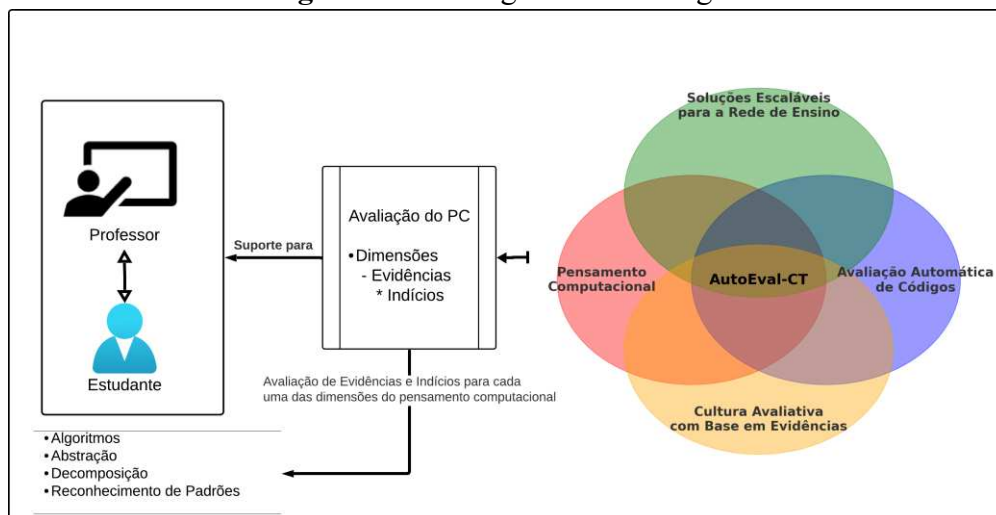 Professor
Estudante
Suporte para
Avaliação do PC
•Dimensões
- Evidências
* Indícios
Avaliação de Evidências e Indícios para cada
uma das dimensões do pensamento computacional
•Algoritmos
•Abstração
•Decomposição
•Reconhecimento de Padrões
Soluções Escaláveis
para a Rede de Ensino
Pensamento
Computacional
AutoEval-CT
Avaliação Automática
de Códigos
Cultura Avaliativa
com Base em Evidências